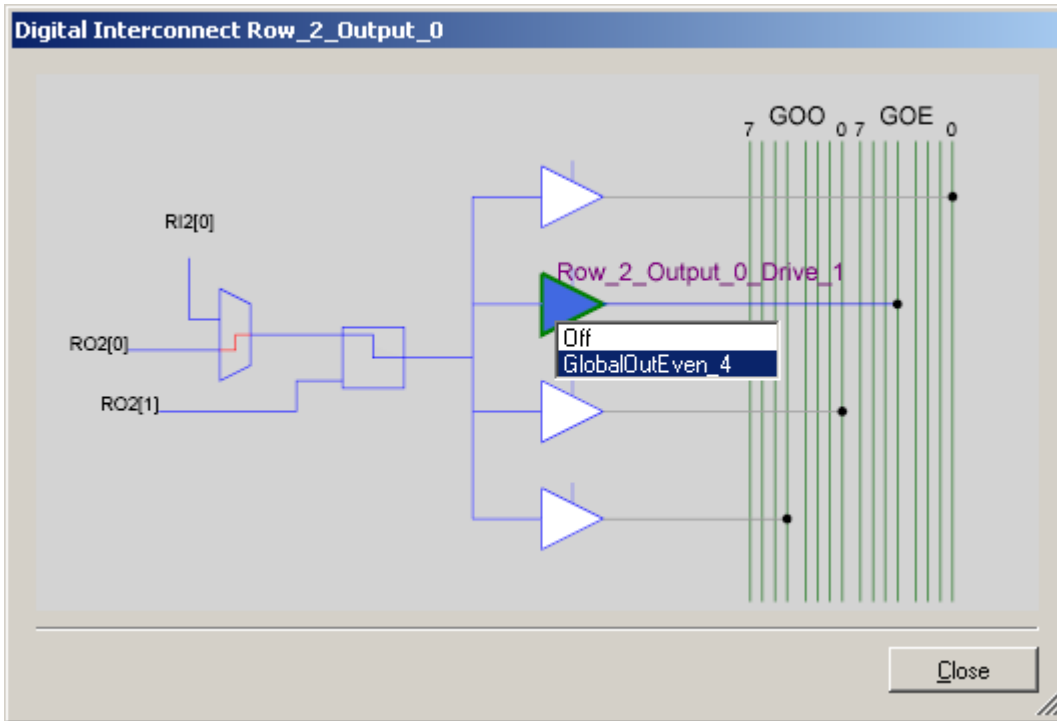 Digital Interconnect Row_2_Output_0
7 GOO 0 7 GOE 0
RI2[0]
Row_2_Output_0_Drive_1
RO2[0]
Off
GlobalOutEven_4
RO2[1]
Close